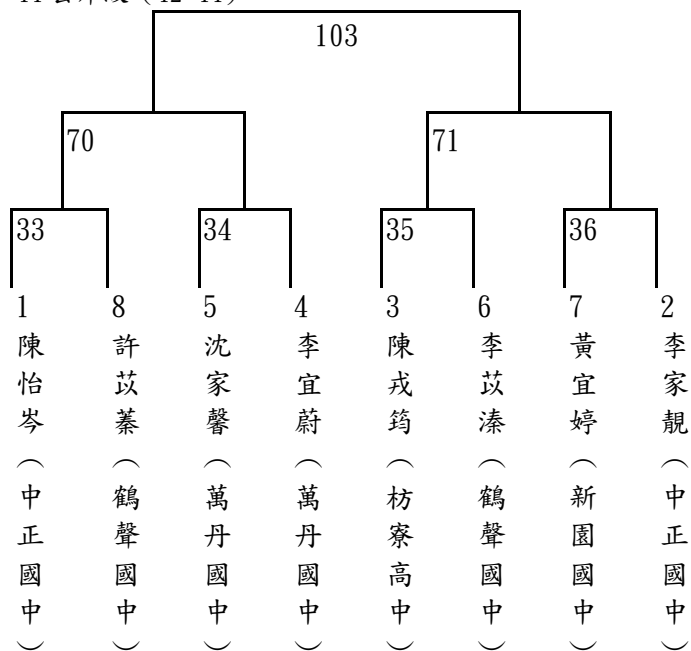 103
70
71
33
34
35
36
1
陳怡岑（中正國中）
8
許苡蓁（鶴聲國中）
5
沈家馨（萬丹國中）
4
李宜蔚（萬丹國中）
3
陳戎筠（枋寮高中）
6
李苡溱（鶴聲國中）
7
黃宜婷（新園國中）
2
李家靚（中正國中）